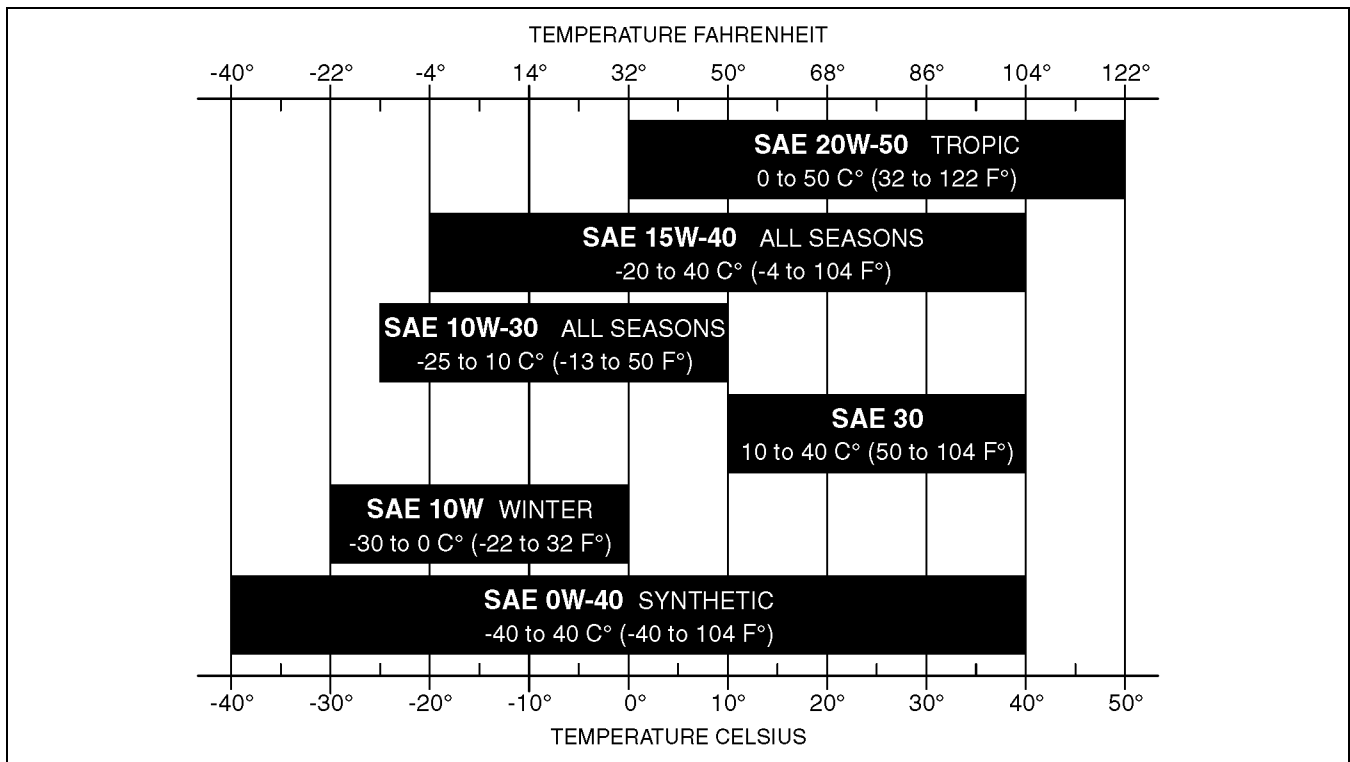 TEMPERATURE FAHRENHEIT
-40° -22° -4° 14° 32° 50° 68° 86° 104° 122°
SAE 20W-50 TROPIC
0 to 50 C° (32 to 122 F°)
SAE 15W-40 ALL SEASONS
-20 to 40 C° (-4 to 104 F°)
SAE 10W-30 ALL SEASONS
-25 to 10 C° (-13 to 50 F°)
SAE 30
10 to 40 C° (50 to 104 F°)
SAE 10W WINTER
-30 to 0 C° (-22 to 32 F°)
SAE 0W-40 SYNTHETIC
-40 to 40 C° (-40 to 104 F°)
-40° -30° -20° -10° 0° 10° 20° 30° 40° 50°
TEMPERATURE CELSIUS